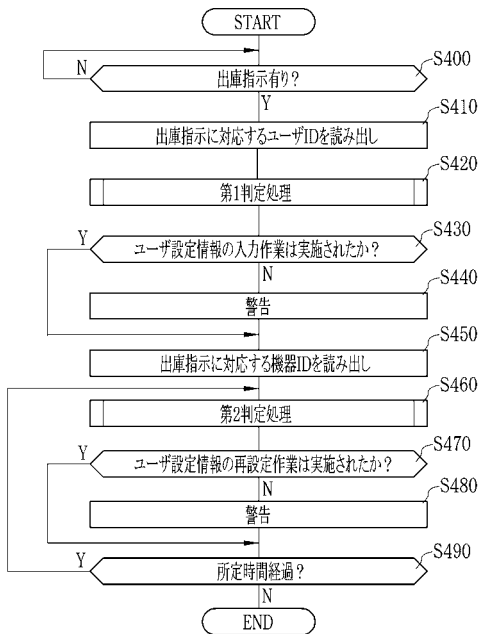 START
N
出庫指示有り?
S400
Y
S410
出庫指示に対応するユーザIDを読み出し
S420
第1判定処理
S430
Y
ユーザ設定情報の入力作業は実施されたか?
N
S440
警告
S450
出庫指示に対応する機器IDを読み出し
S460
第2判定処理
S470
Y
ユーザ設定情報の再設定作業は実施されたか?
N
S480
警告
S490
Y
所定時間経過?
N
END